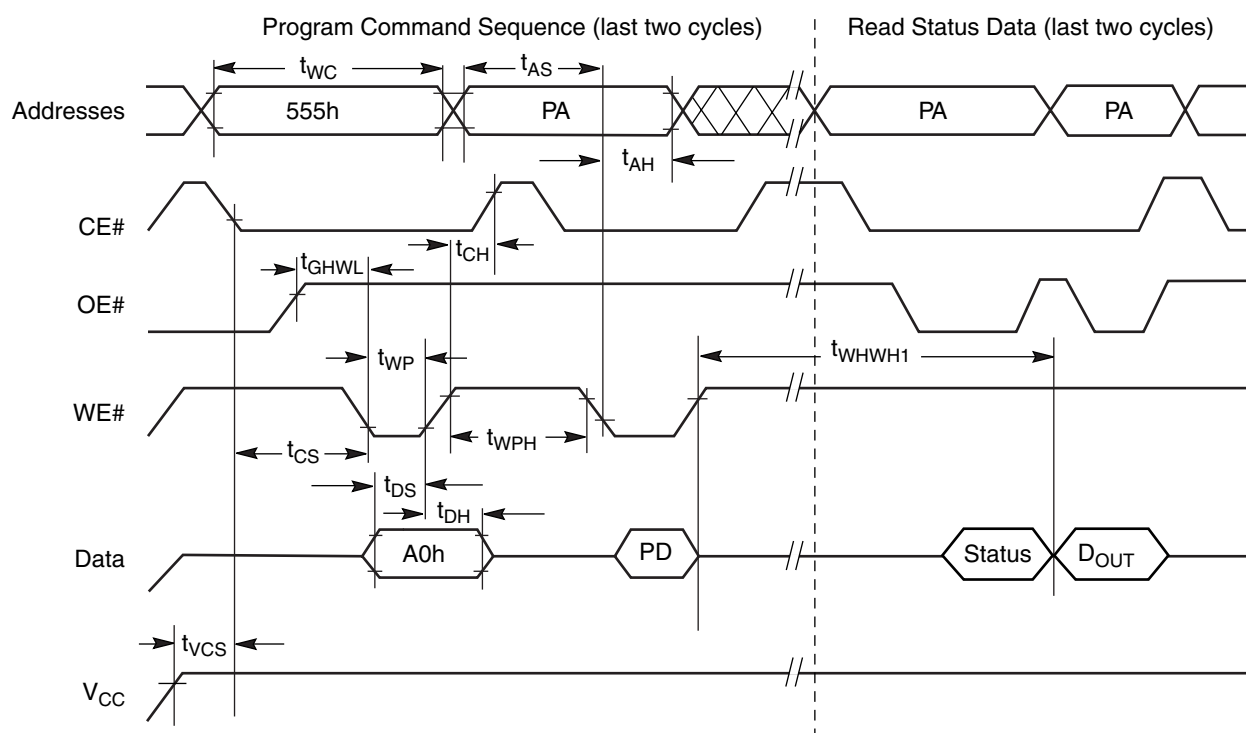 Program Command Sequence (last two cycles) Read Status Data (last two cycles)
tWC tAS
Addresses 555h PA PA PA
tAH
CE#
tCH
tGHWL
OE#
tWP tWHWH1
WE#
tCS tWPH
tDS
tDH
Data A0h PD Status DOUT
tVCS
VCC